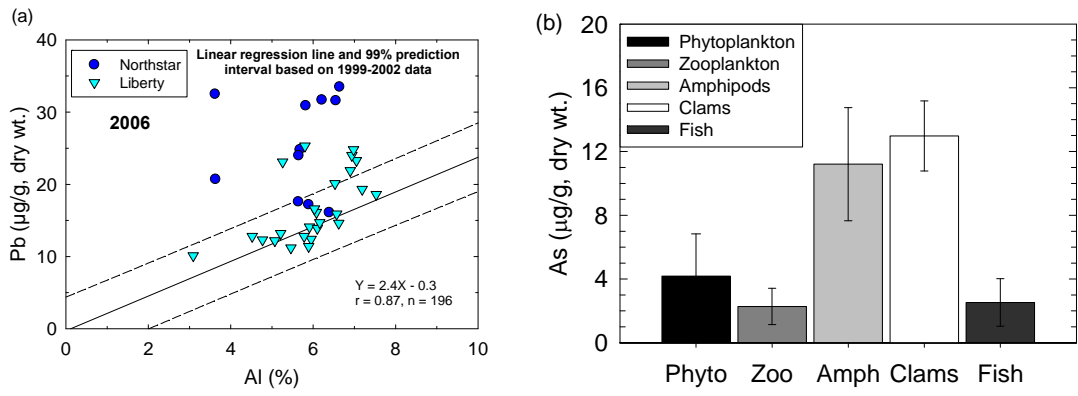 (a)
40
30
20
10
0
Pb (µg/g, dry wt.)
Northstar
Liberty
Linear regression line and 99% prediction
interval based on 1999-2002 data
2006
Y = 2.4X - 0.3
r = 0.87, n = 196
0 2 4 6 8 10
Al (%)
(b)
20
16
12
8
4
0
As (µg/g, dry wt.)
Phytoplankton
Zooplankton
Amphipods
Clams
Fish
Phyto Zoo Amph Clams Fish